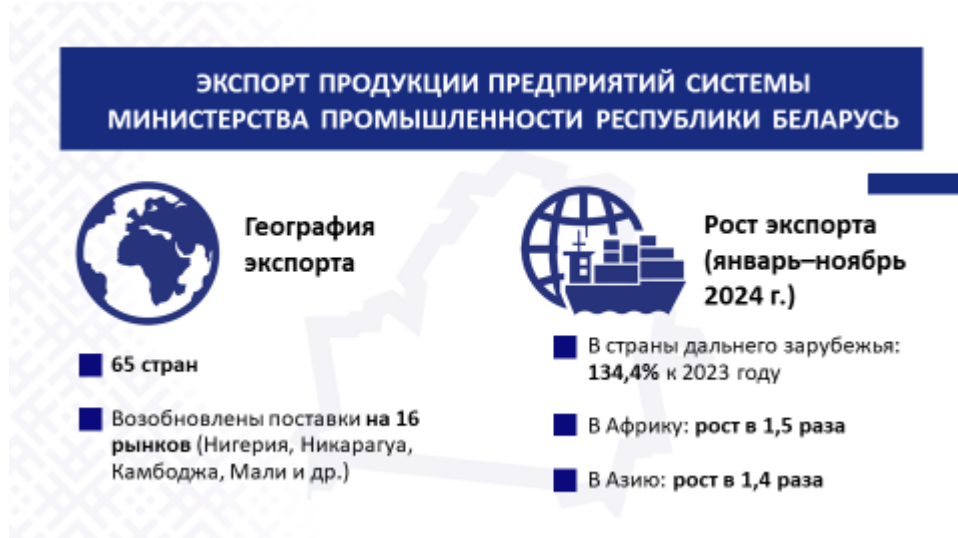 ЭКСПОРТ ПРОДУКЦИИ ПРЕДПРИЯТИЙ СИСТЕМЫ
МИНИСТЕРСТВА ПРОМЫШЛЕННОСТИ РЕСПУБЛИКИ БЕЛАРУСЬ
География
экспорта
65 стран
Возобновлены поставки на 16
рынков (Нигерия, Никарагуа,
Камбоджа, Мали и др.)
Рост экспорта
(январь–ноябрь
2024 г.)
В страны дальнего зарубежья:
134,4% к 2023 году
В Африку: рост в 1,5 раза
В Азию: рост в 1,4 раза